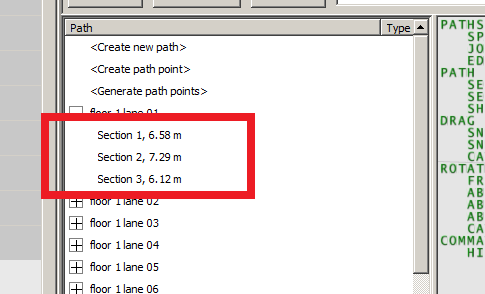 Path Type
<Create new path>
<Create path point>
<Generate path points>
floor 1 lane 01
Section 1, 6.58 m
Section 2, 7.29 m
Section 3, 6.12 m
floor 1 lane 02
floor 1 lane 03
floor 1 lane 04
floor 1 lane 05
floor 1 lane 06
PATHS
SP
JO
ED
PATH
SE
SE
SH
DRAG
SN
SN
CA
ROTAT
FR
AB
AB
CA
COMMA
HI